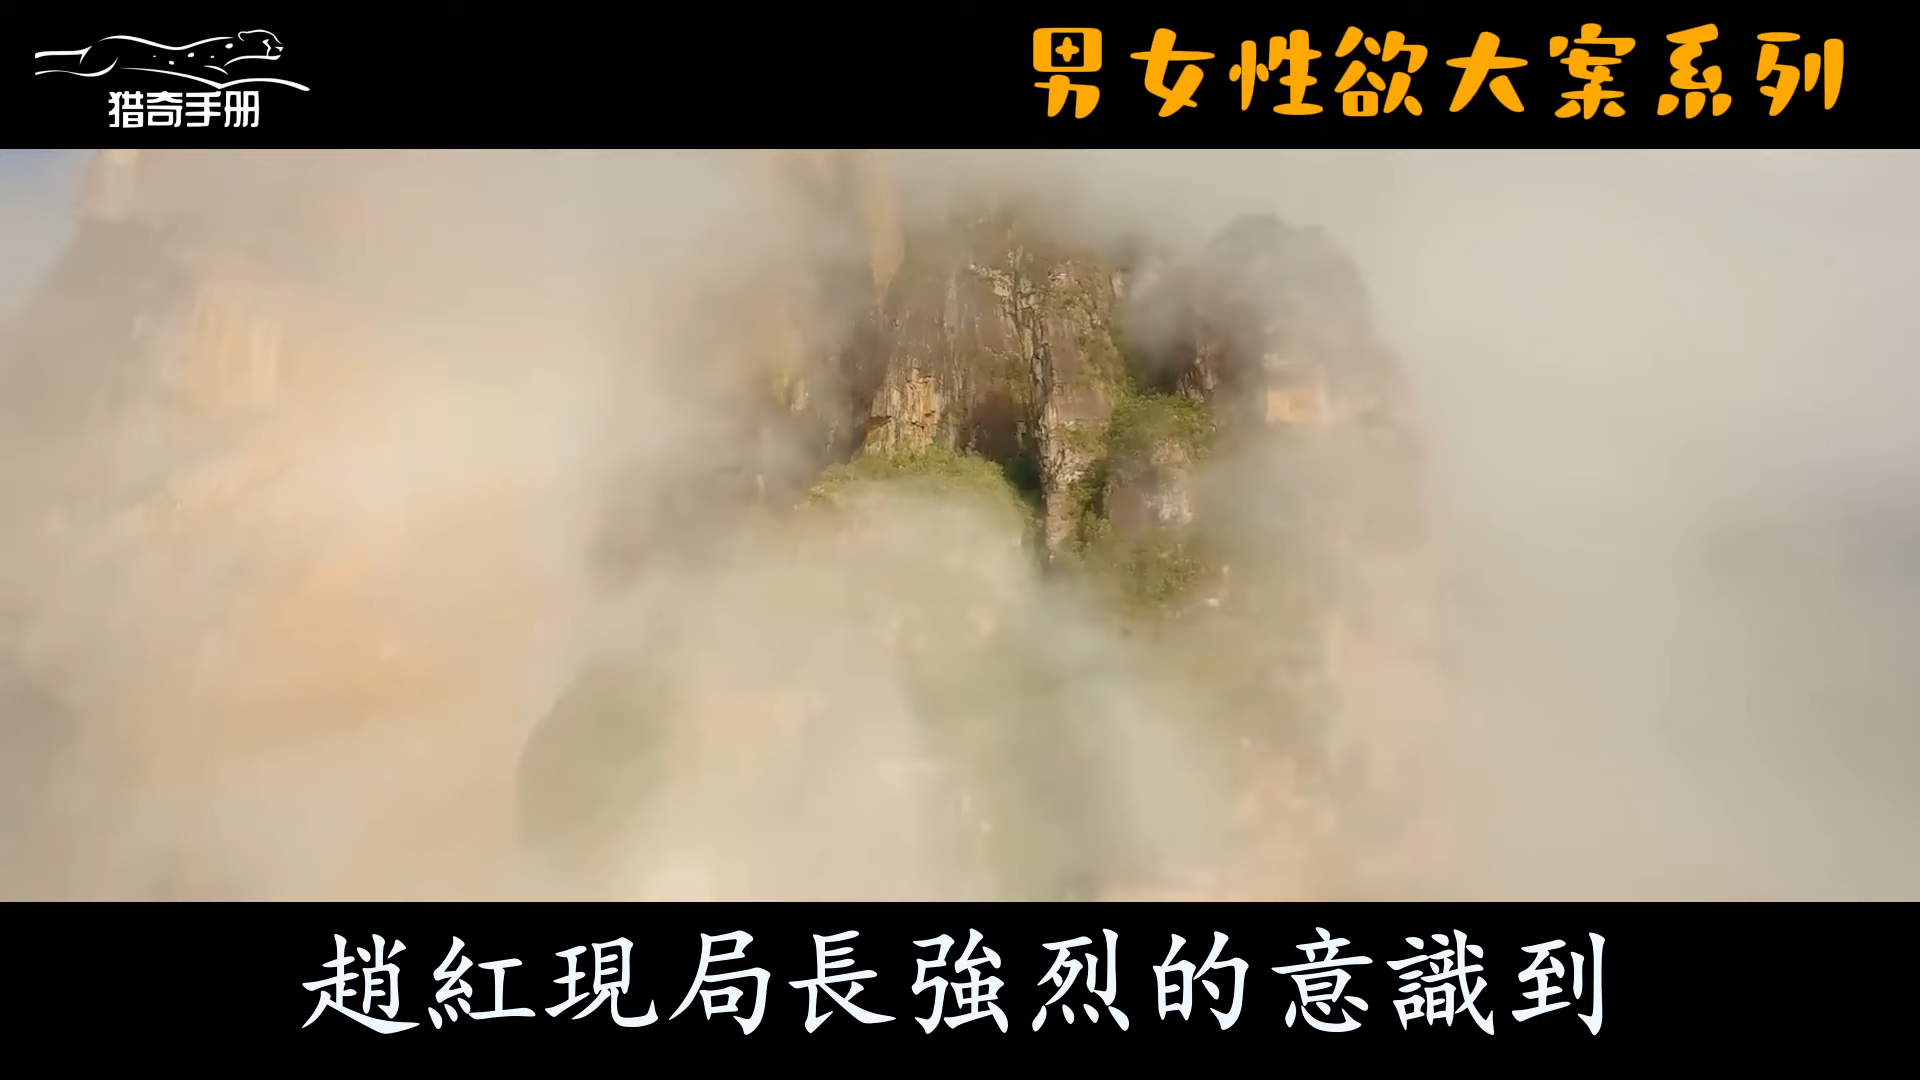 猎奇手册
男女性欲大案系列
趙紅現局長強烈的意識到